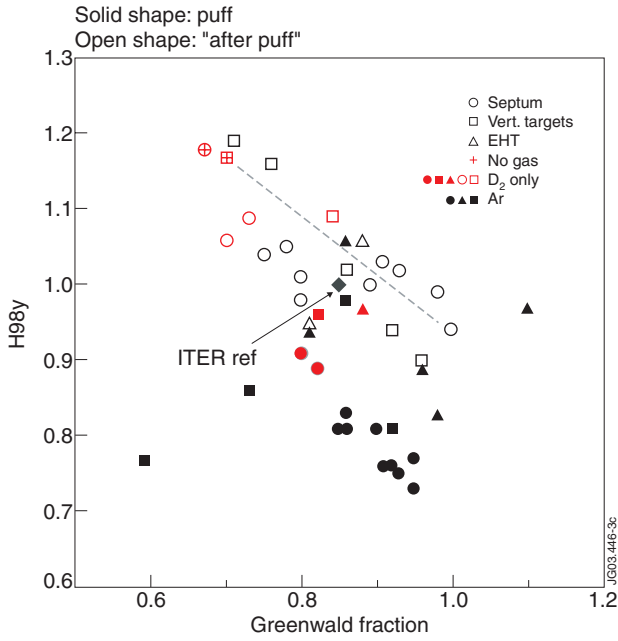 Solid shape: puff
Open shape: "after puff"
1.3
1.2
1.1
1.0
0.9
0.8
0.7
0.6
H98y
Septum
Vert. targets
EHT
No gas
D2 only
Ar
ITER ref
0.6
0.8
1.0
1.2
Greenwald fraction
JG03.446-3c